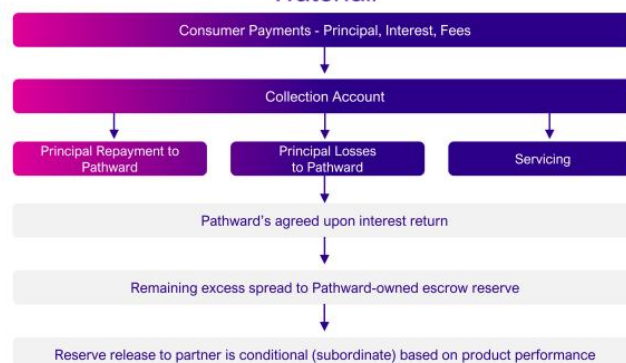 Consumer Payments - Principal, Interest, Fees
Collection Account
Principal Repayment to
Pathward
Principal Losses
to Pathward
Servicing
Pathward's agreed upon interest return
Remaining excess spread to Pathward-owned escrow reserve
Reserve release to partner is conditional (subordinate) based on product performance